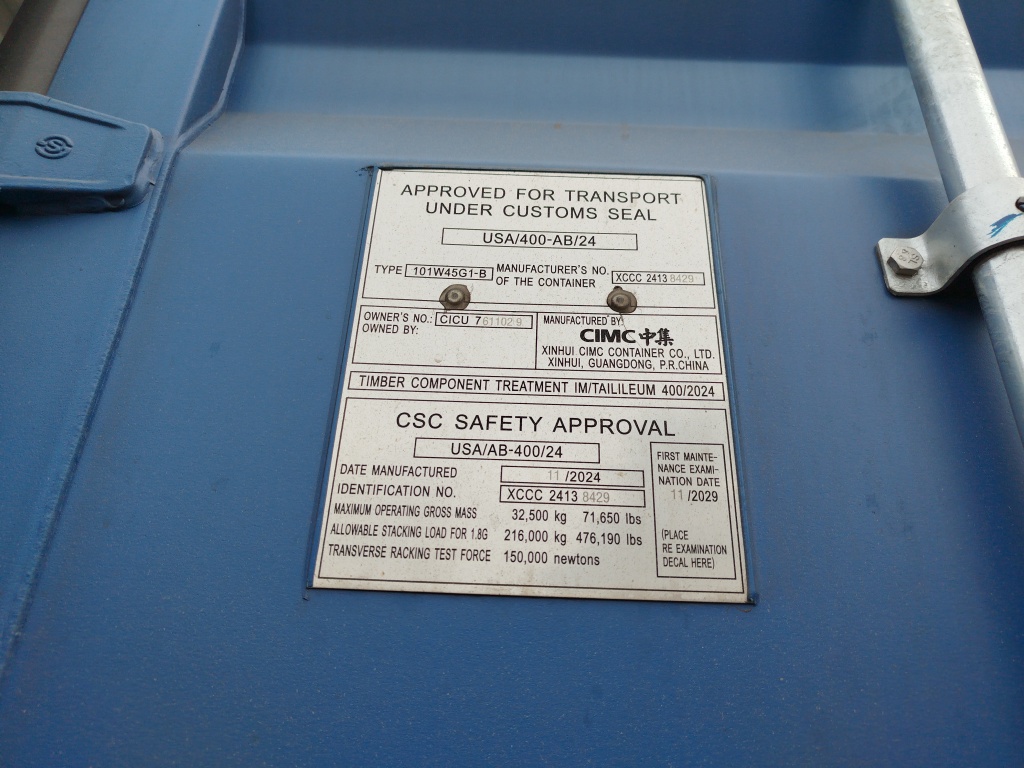 APPROVED FOR TRANSPORT
UNDER CUSTOMS SEAL
USA/400-AB/24
TYPE 101W45G1-B MANUFACTURER'S NO. OF THE CONTAINER XCCC 2413 8429
OWNER'S NO.: CICU 7611029
OWNED BY:
MANUFACTURED BY:
CIMC 中集
XINHUI CIMC CONTAINER CO., LTD.
XINHUI, GUANGDONG, P.R.CHINA
TIMBER COMPONENT TREATMENT IM/TAILILEUM 400/2024
CSC SAFETY APPROVAL
USA/AB-400/24
DATE MANUFACTURED 11 /2024
IDENTIFICATION NO. XCCC 2413 8429
MAXIMUM OPERATING GROSS MASS 32,500 kg 71,650 lbs
ALLOWABLE STACKING LOAD FOR 1.8G 216,000 kg 476,190 lbs
TRANSVERSE RACKING TEST FORCE 150,000 newtons
FIRST MAINTE-
NANCE EXAMI-
NATION DATE
11 /2029
(PLACE
RE EXAMINATION
DECAL HERE)